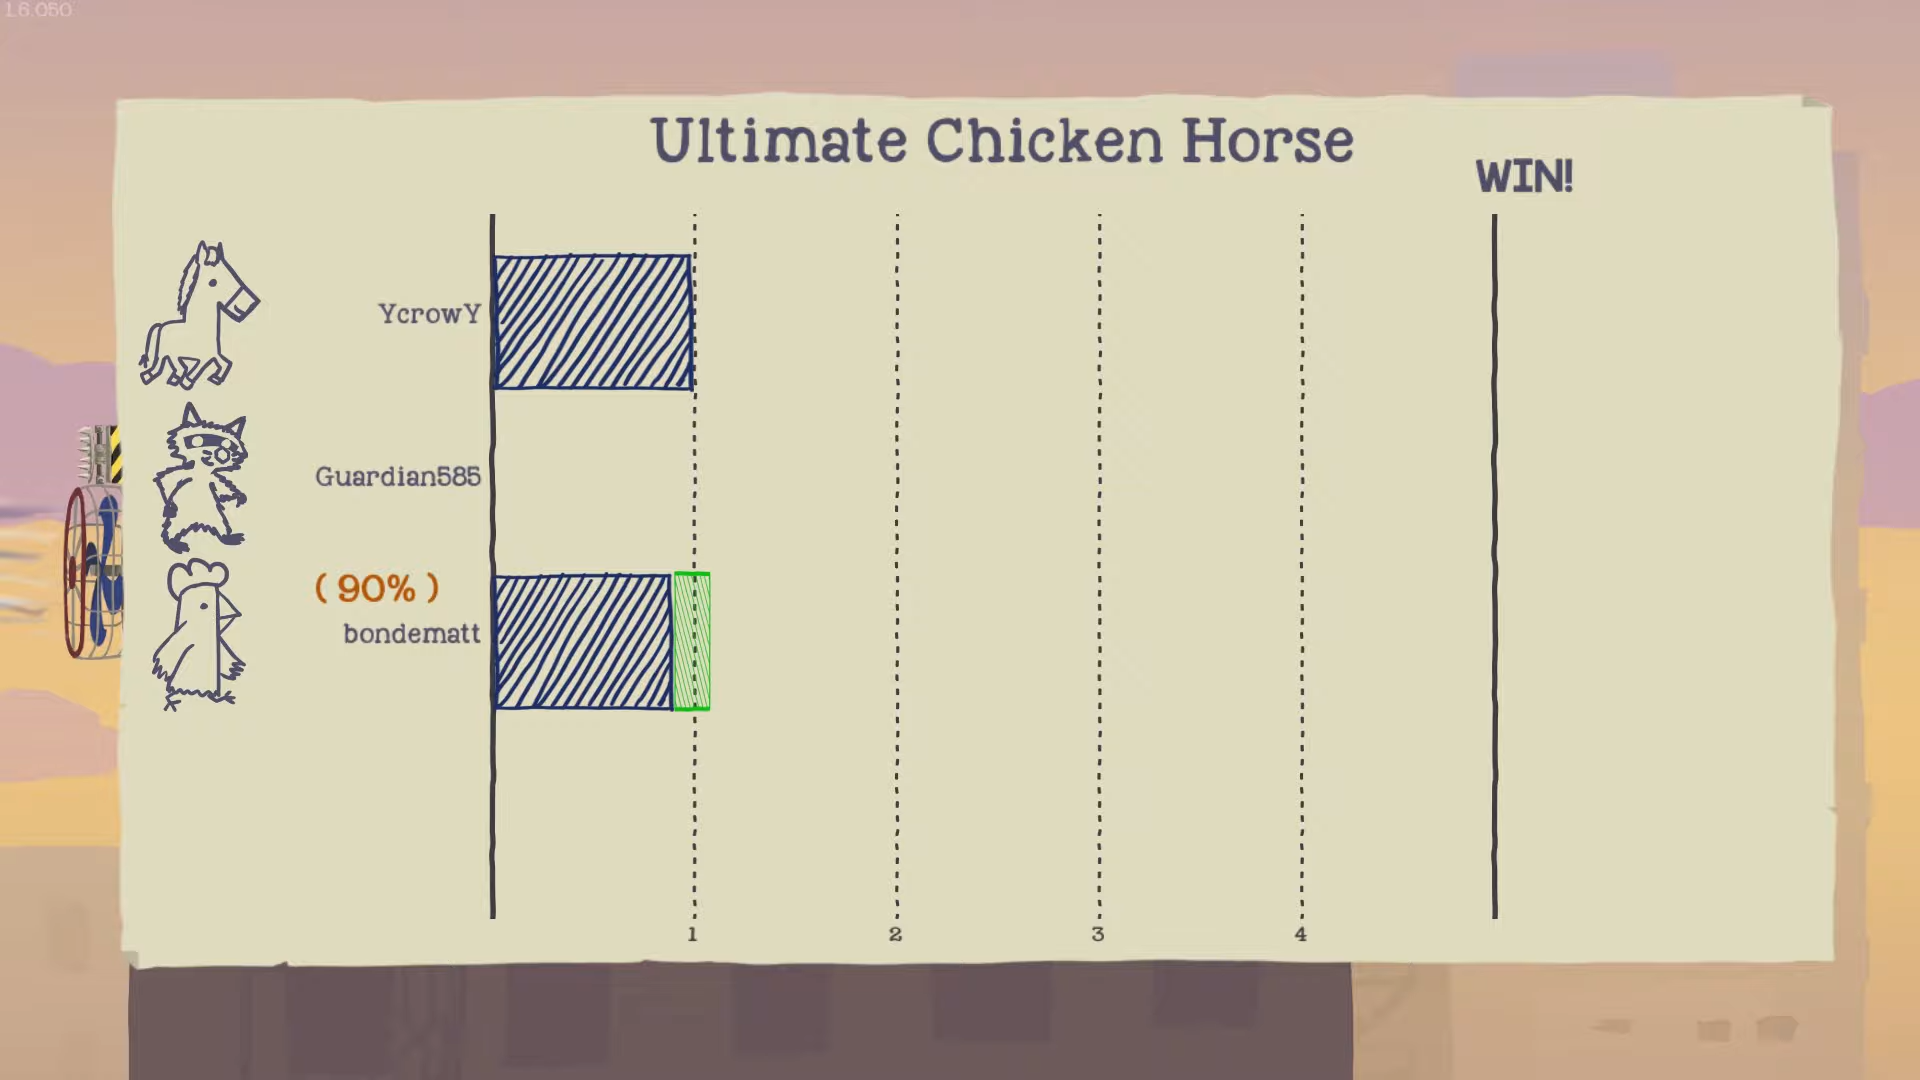 1.6.050
Ultimate Chicken Horse
WIN!
YcrowY
Guardian585
( 90% )
bondematt
1 2 3 4